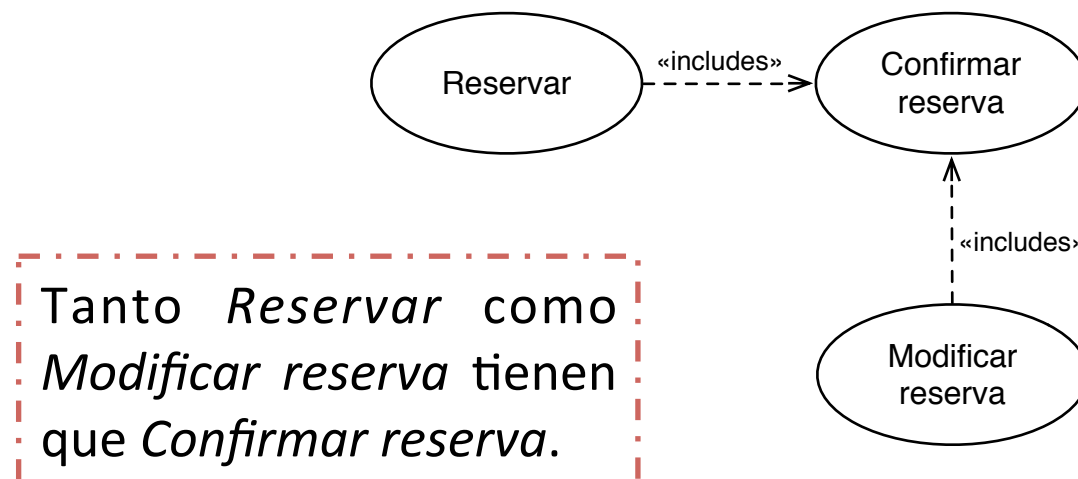 Reservar
«includes»
Confirmar
reserva
«includes»
Modificar
reserva
Tanto Reservar como
Modificar reserva tienen
que Confirmar reserva.